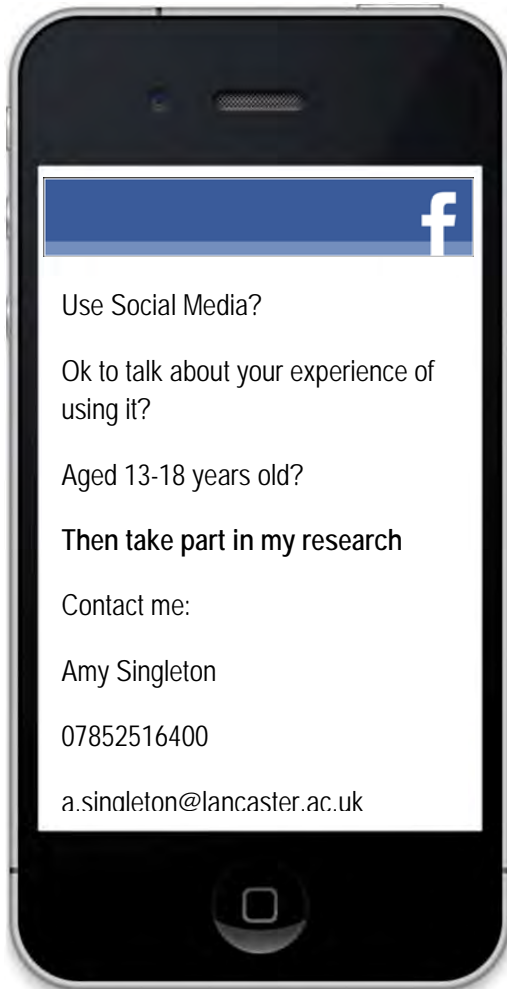 f
Use Social Media?
Ok to talk about your experience of
using it?
Aged 13-18 years old?
Then take part in my research
Contact me:
Amy Singleton
07852516400
a.singleton@lancaster.ac.uk